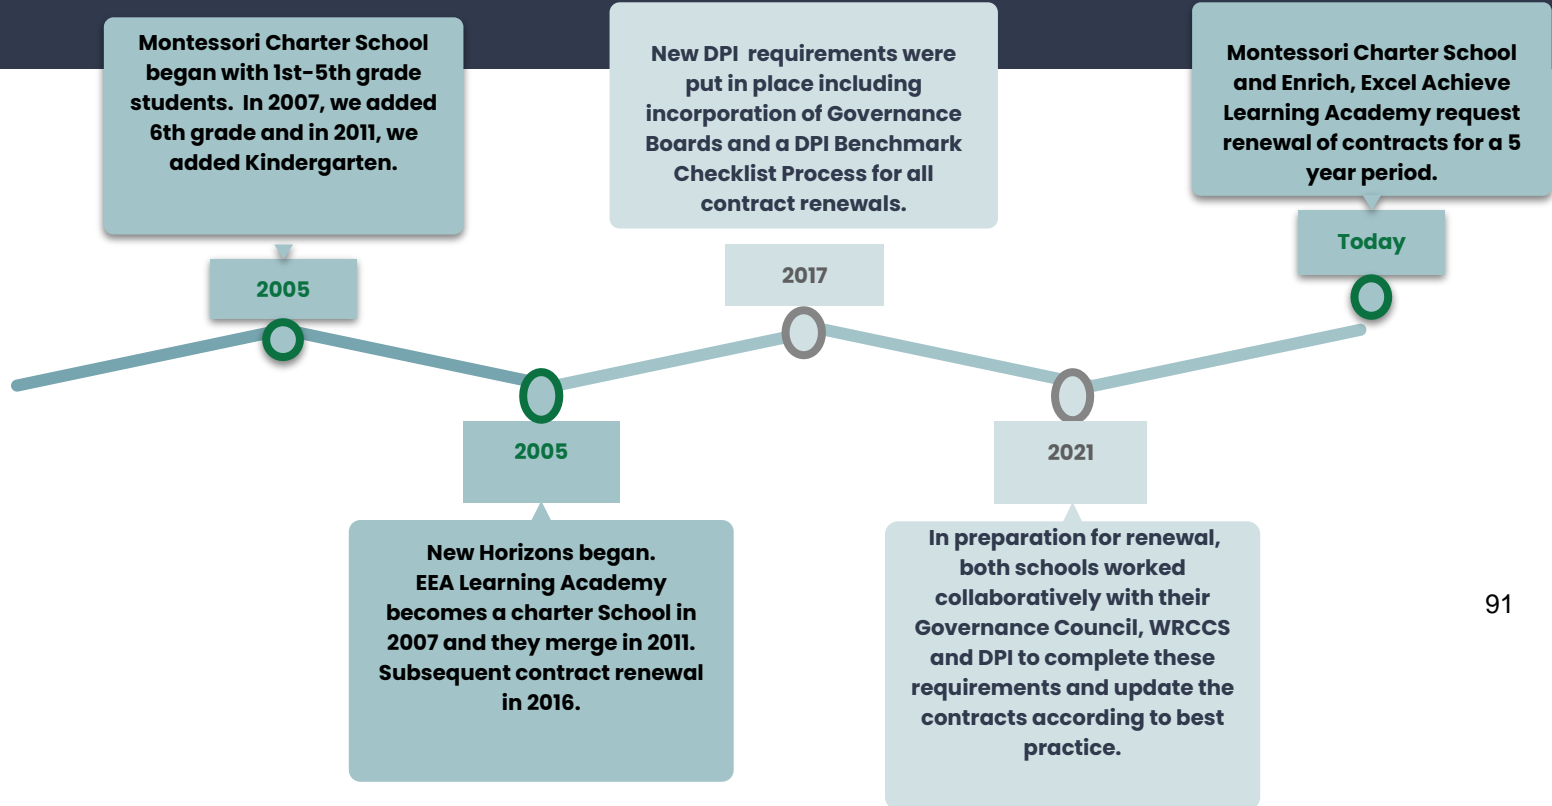 Montessori Charter School
began with 1st-5th grade
students. In 2007, we added
6th grade and in 2011, we
added Kindergarten.
2005
New Horizons began.
EEA Learning Academy
becomes a charter School in
2007 and they merge in 2011.
Subsequent contract renewal
in 2016.
2005
New DPI requirements were
put in place including
incorporation of Governance
Boards and a DPI Benchmark
Checklist Process for all
contract renewals.
2017
2021
In preparation for renewal,
both schools worked
collaboratively with their
Governance Council, WRCCS
and DPI to complete these
requirements and update the
contracts according to best
practice.
Montessori Charter School
and Enrich, Excel Achieve
Learning Academy request
renewal of contracts for a 5
year period.
Today
91